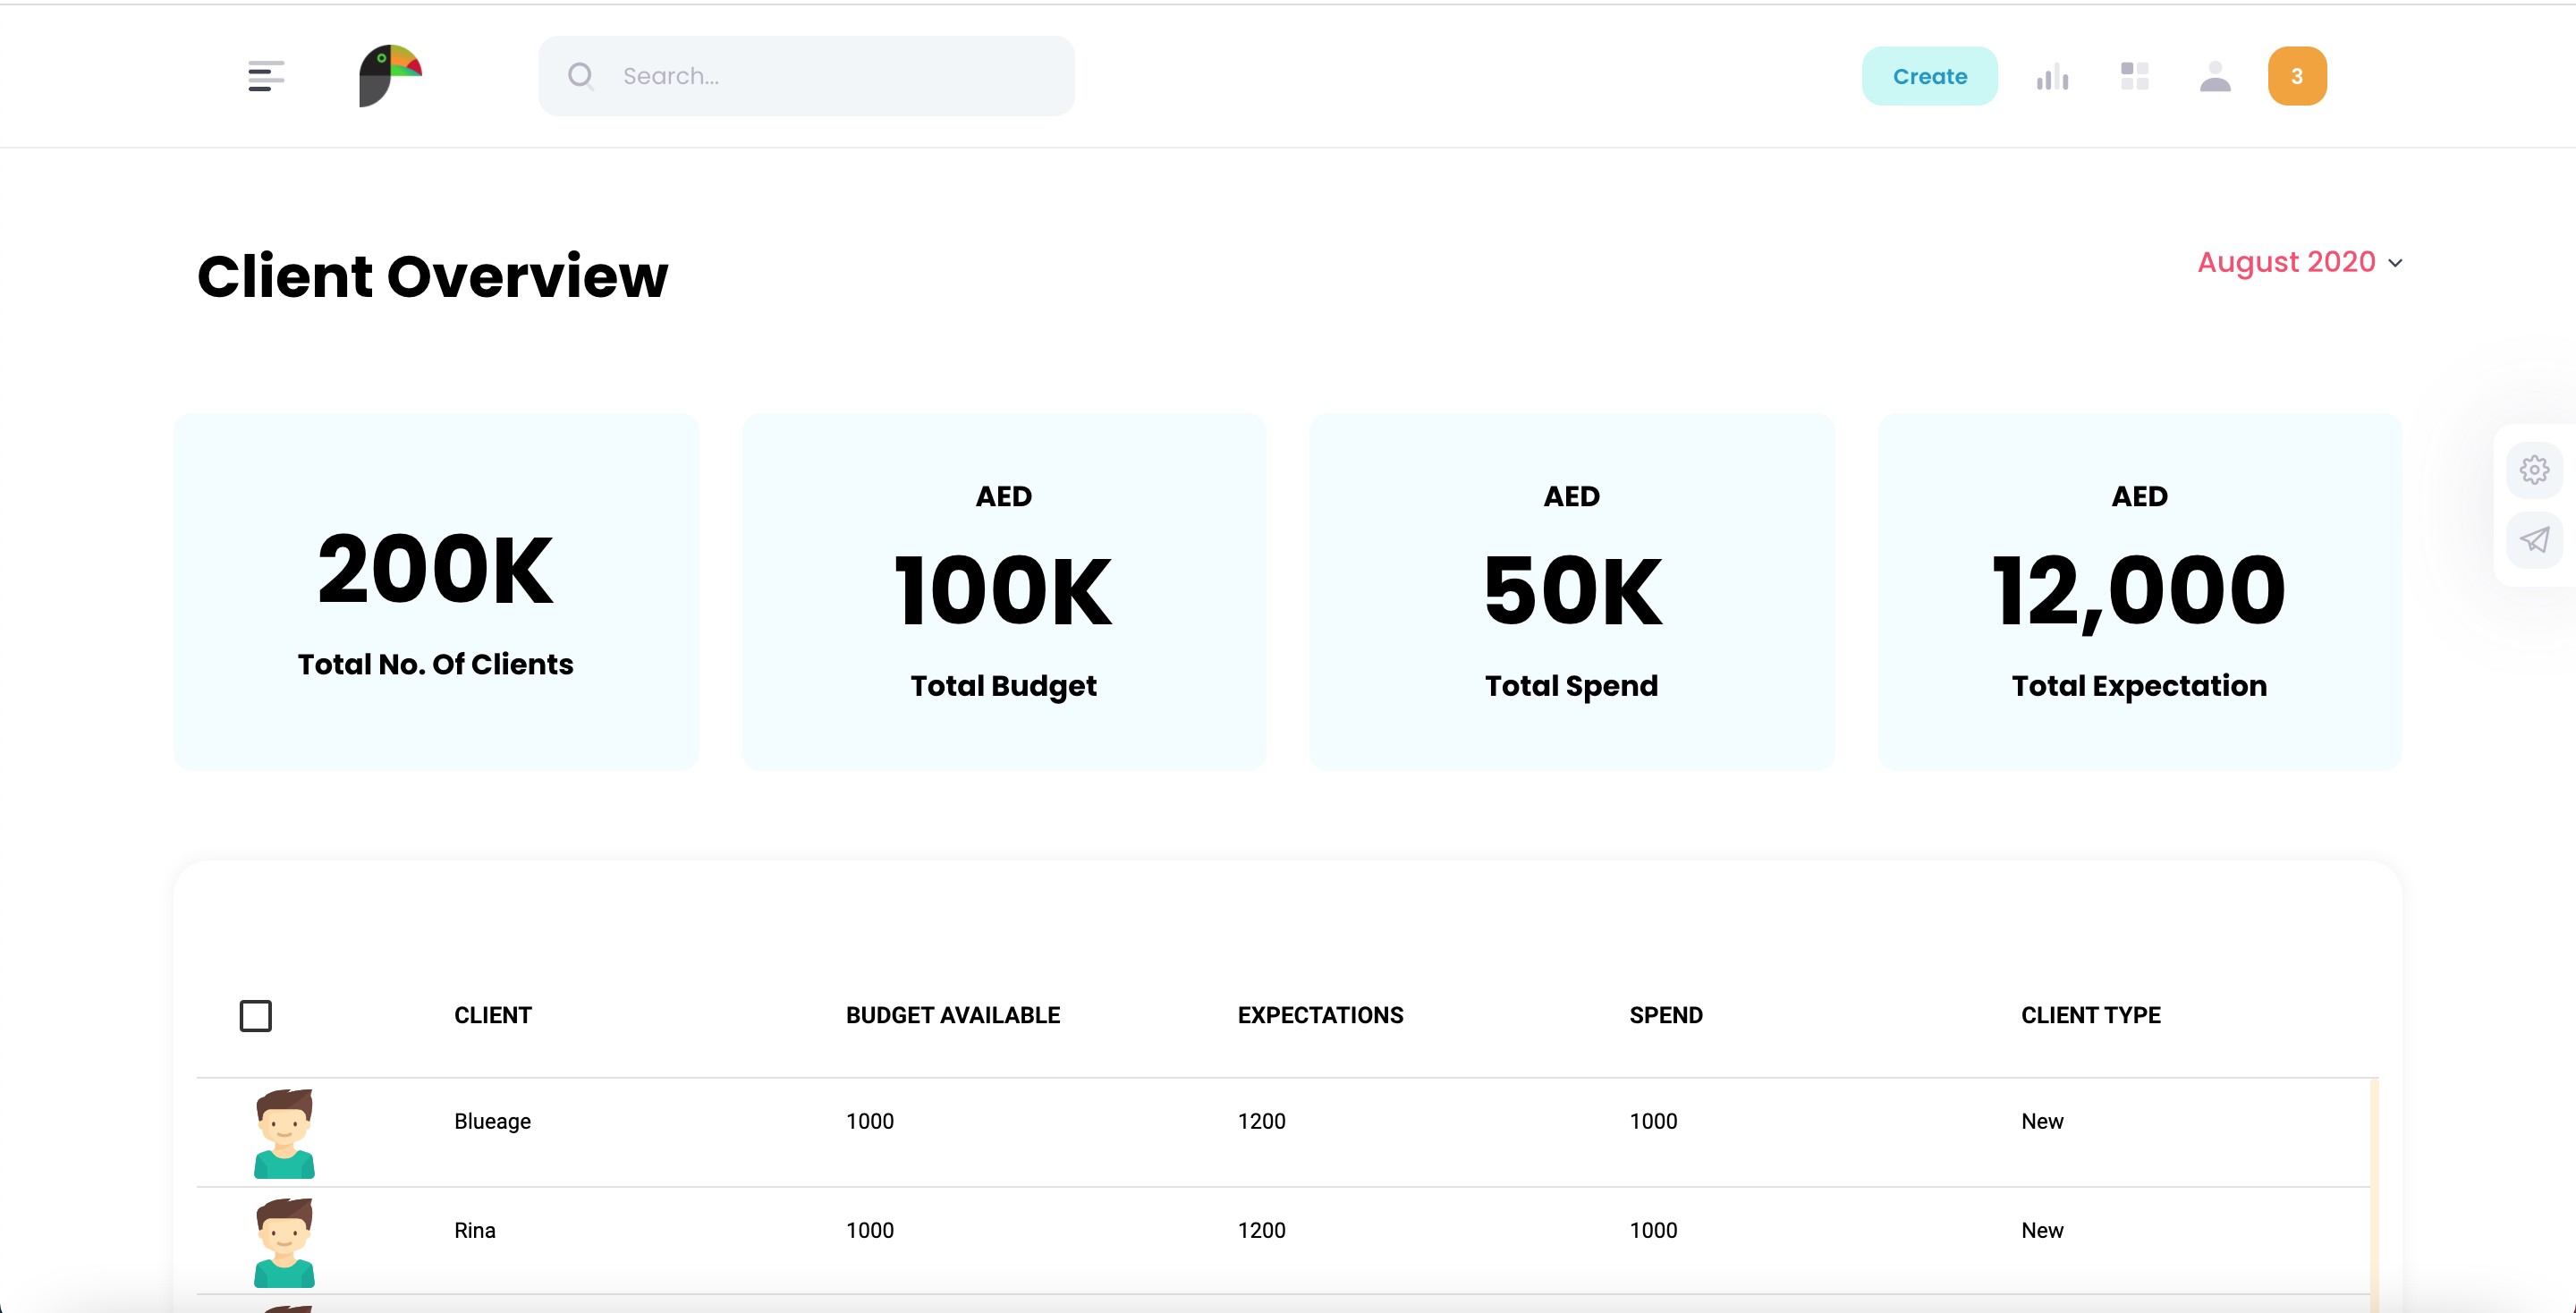 Search...
Create
3
Client Overview
August 2020
200K
Total No. Of Clients
AED
100K
Total Budget
AED
50K
Total Spend
AED
12,000
Total Expectation
CLIENT BUDGET AVAILABLE EXPECTATIONS SPEND CLIENT TYPE
Blueage 1000 1200 1000 New
Rina 1000 1200 1000 New